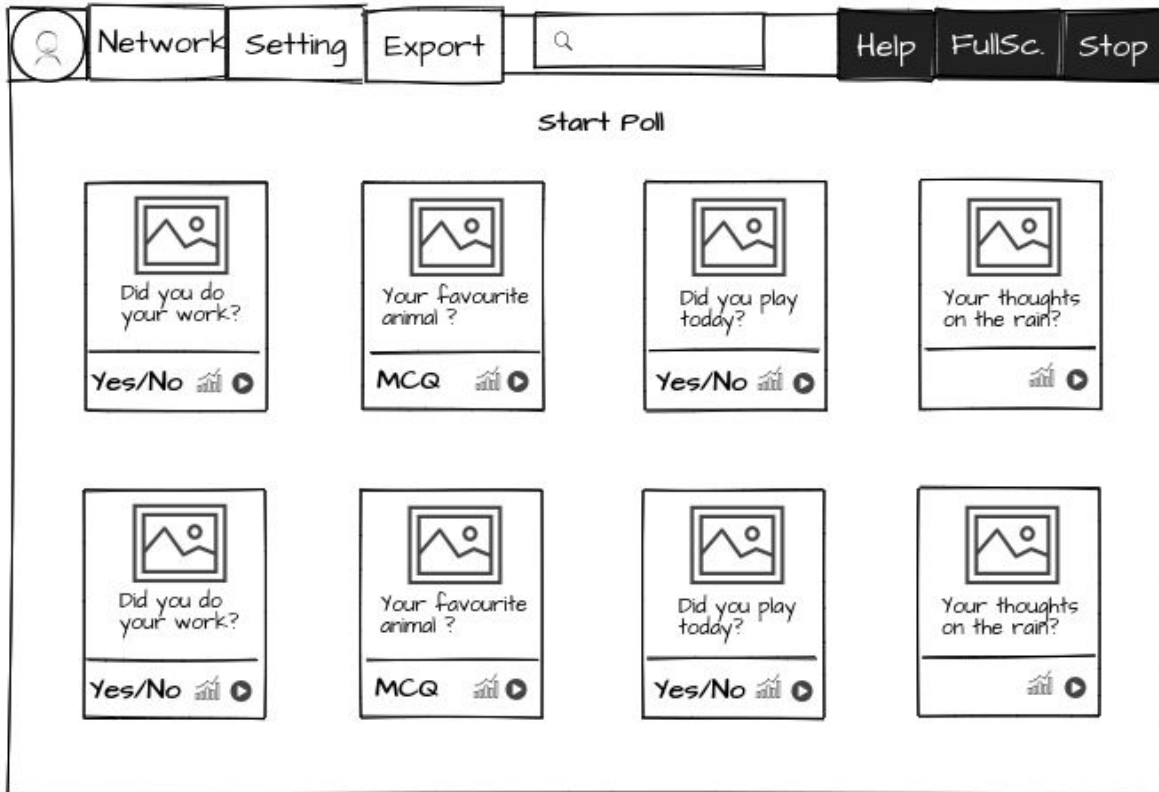 Network Setting Export Help FullSc. Stop
Start Poll
Did you do
your work?
Yes/No
Your favourite
animal ?
MCQ
Did you play
today?
Yes/No
Your thoughts
on the rain?
Did you do
your work?
Yes/No
Your favourite
animal ?
MCQ
Did you play
today?
Yes/No
Your thoughts
on the rain?